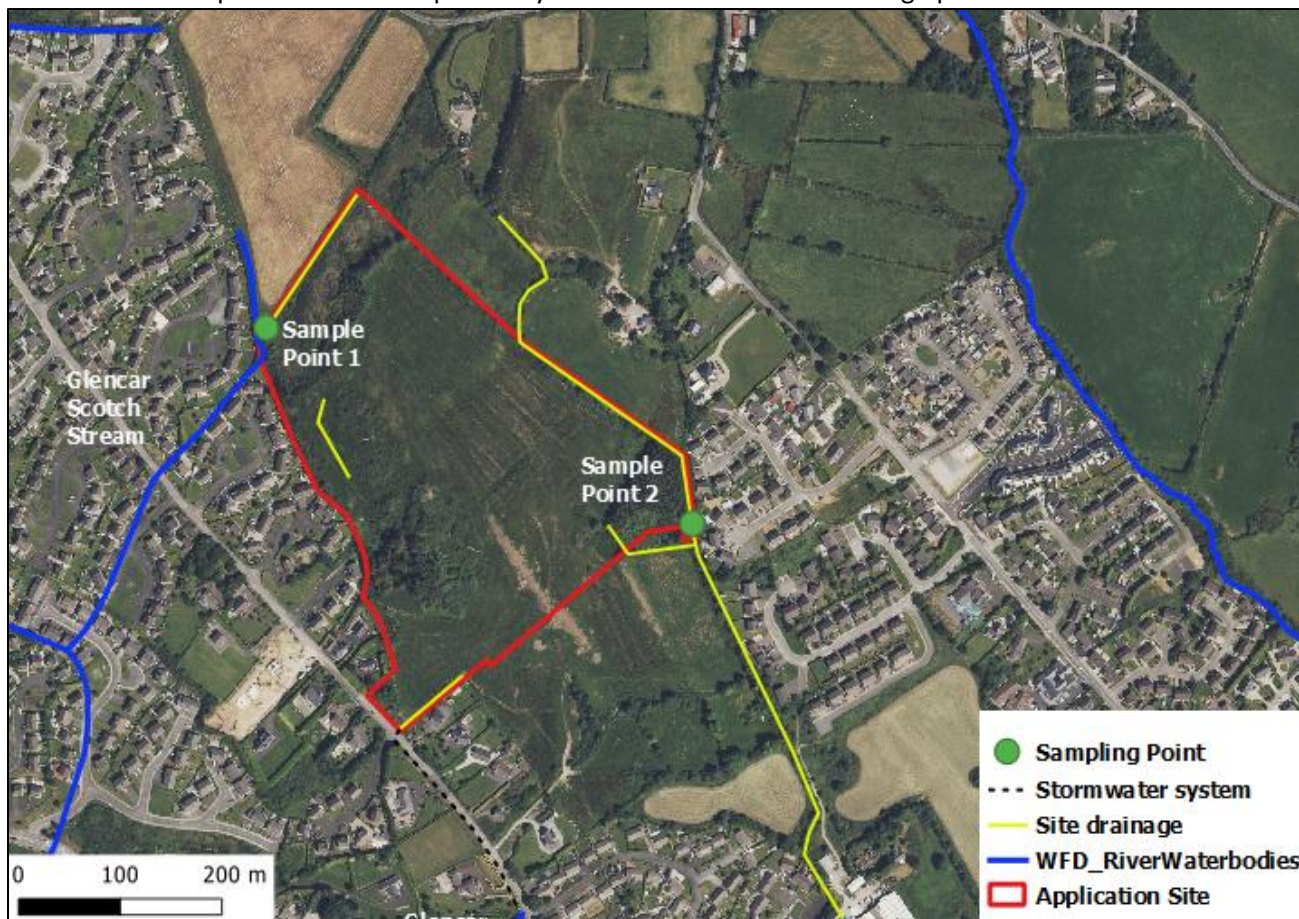 Sample
Point 1
Glencar
Scotch
Stream
Sample
Point 2
Sampling Point
Stormwater system
Site drainage
WFD_RiverWaterbodies
Application Site
0 100 200 m
Glencar